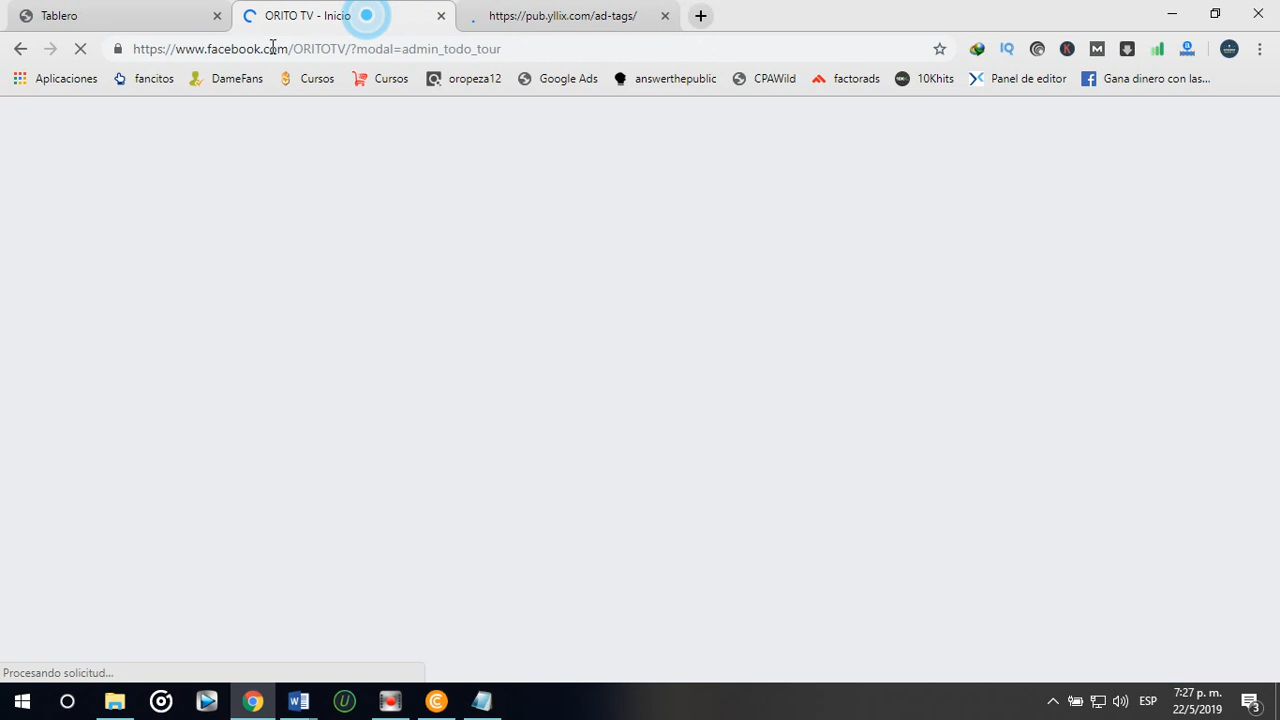 Tablero
ORITO TV - Inicio
https://pub.yllix.com/ad-tags/
https://www.facebook.com/ORITOTV/?modal=admin_todo_tour
Aplicaciones fancitos DameFans Cursos Cursos oropeza12 Google Ads answerthepublic CPAWild factorads 10Khits Panel de editor Gana dinero con las...
Procesando solicitud...
ESP
7:27 p. m.
22/5/2019
3